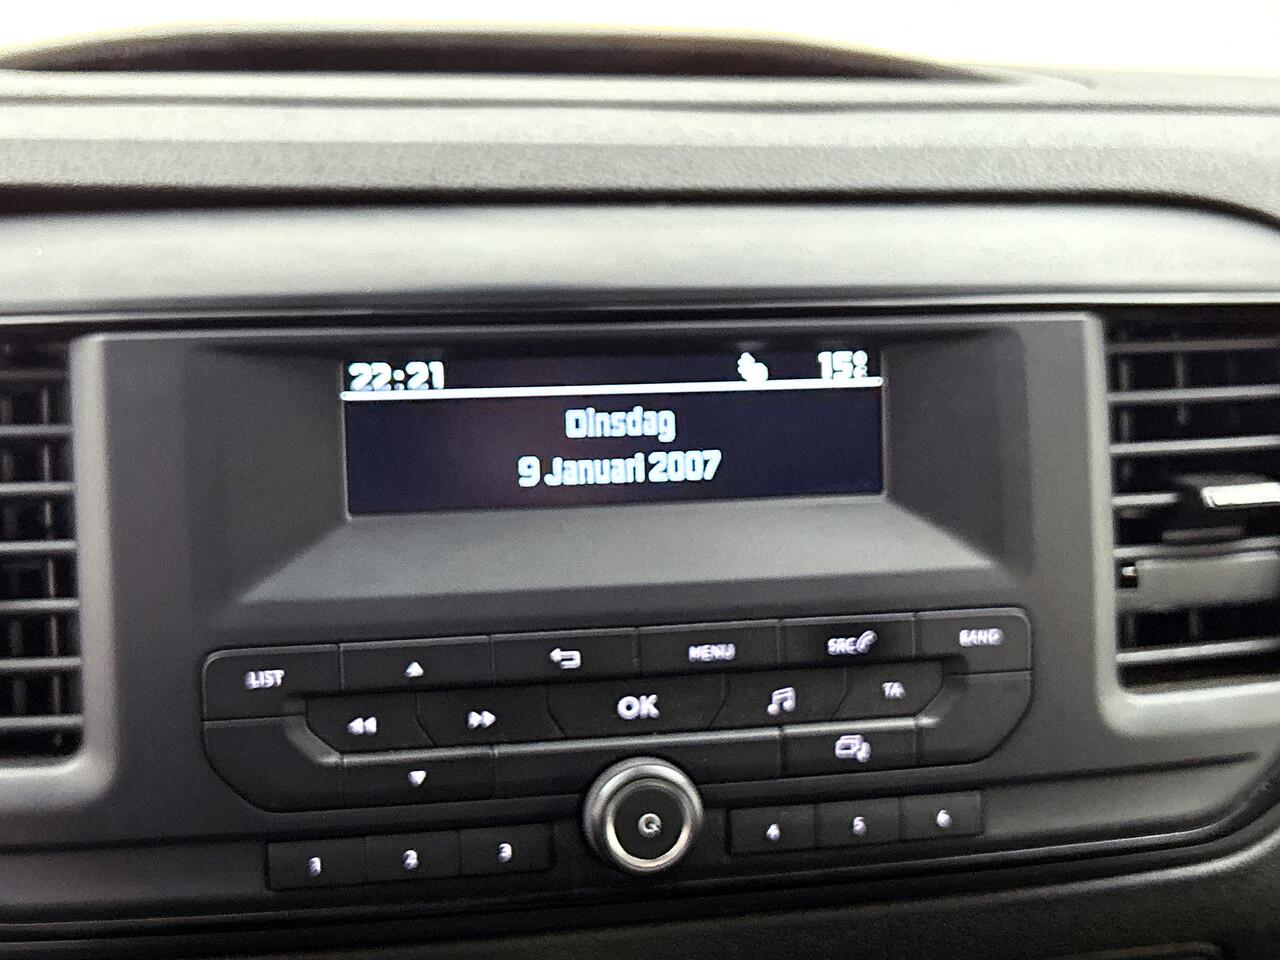 22:21 15°
Dinsdag
9 Januari 2007
LIST MENU SRC BAND
OK TA
1 2 3 4 5 6